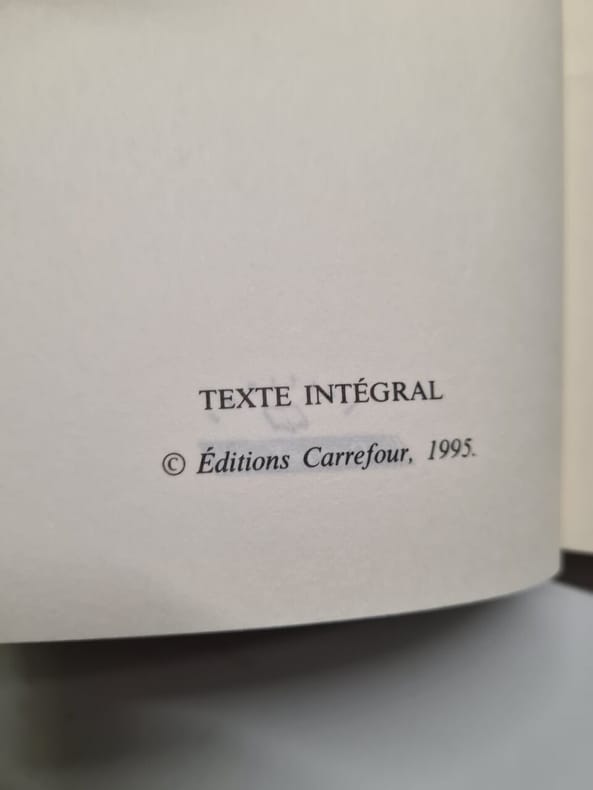 TEXTE INTÉGRAL
© Éditions Carrefour, 1995.